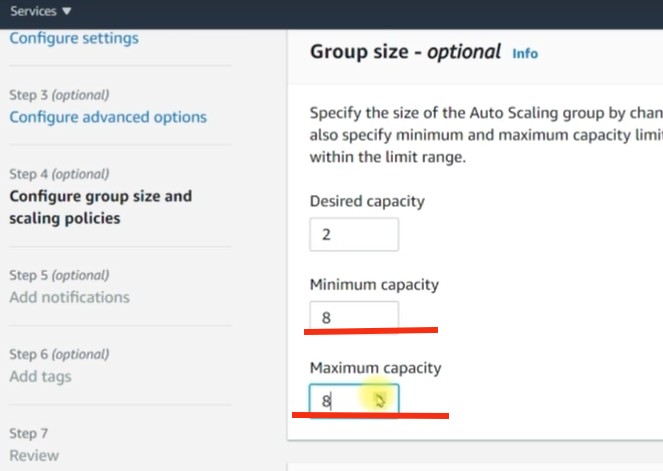 Services ▼
Configure settings
Step 3 (optional)
Configure advanced options
Step 4 (optional)
Configure group size and
scaling policies
Step 5 (optional)
Add notifications
Step 6 (optional)
Add tags
Step 7
Review
Group size - optional Info
Specify the size of the Auto Scaling group by chan
also specify minimum and maximum capacity limi
within the limit range.
Desired capacity
2
Minimum capacity
8
Maximum capacity
8